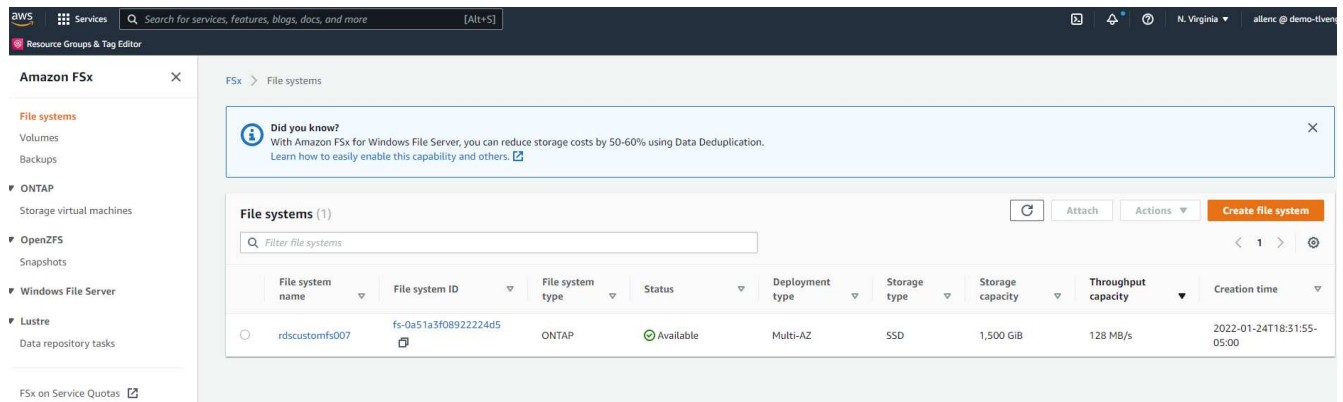 aws Services Search for services, features, blogs, docs, and more [Alt+S] N. Virginia ▼ allenc @ demo-tlveng
Resource Groups & Tag Editor
Amazon FSx
File systems
Volumes
Backups
ONTAP
Storage virtual machines
OpenZFS
Snapshots
Windows File Server
Lustre
Data repository tasks
FSx on Service Quotas
FSx > File systems
Did you know?
With Amazon FSx for Windows File Server, you can reduce storage costs by 50-60% using Data Deduplication.
Learn how to easily enable this capability and others.
File systems (1)
Attach Actions ▼ Create file system
Filter file systems
< 1 >
File system name
File system ID
File system type
Status
Deployment type
Storage type
Storage capacity
Throughput capacity
Creation time
rdscustomfs007
fs-0a51a3f08922224d5
ONTAP
Available
Multi-AZ
SSD
1,500 GiB
128 MB/s
2022-01-24T18:31:55-
05:00